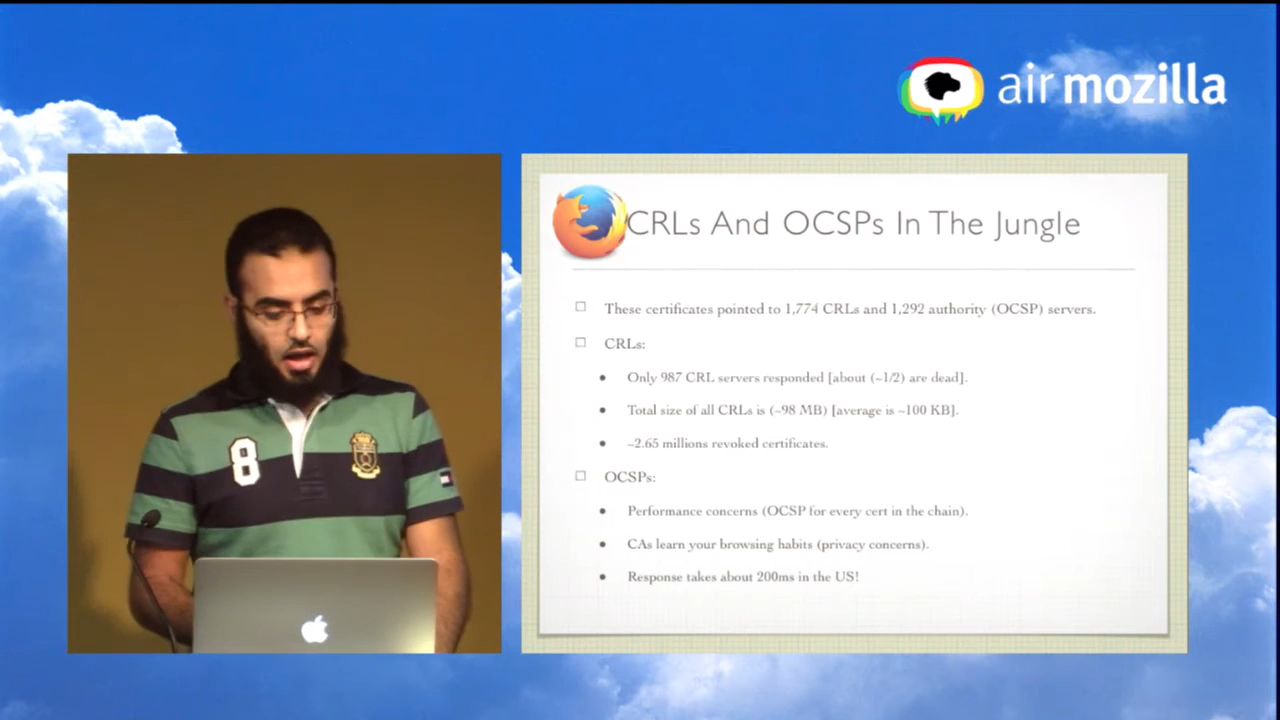 air mozilla
CRLs And OCSPs In The Jungle
These certificates pointed to 1,774 CRLs and 1,292 authority (OCSP) servers.
CRLs:
Only 987 CRL servers responded [about (~1/2) are dead].
Total size of all CRLs is (~98 MB) [average is ~100 KB].
~2.65 millions revoked certificates.
OCSPs:
Performance concerns (OCSP for every cert in the chain).
CAs learn your browsing habits (privacy concerns).
Response takes about 200ms in the US!
8